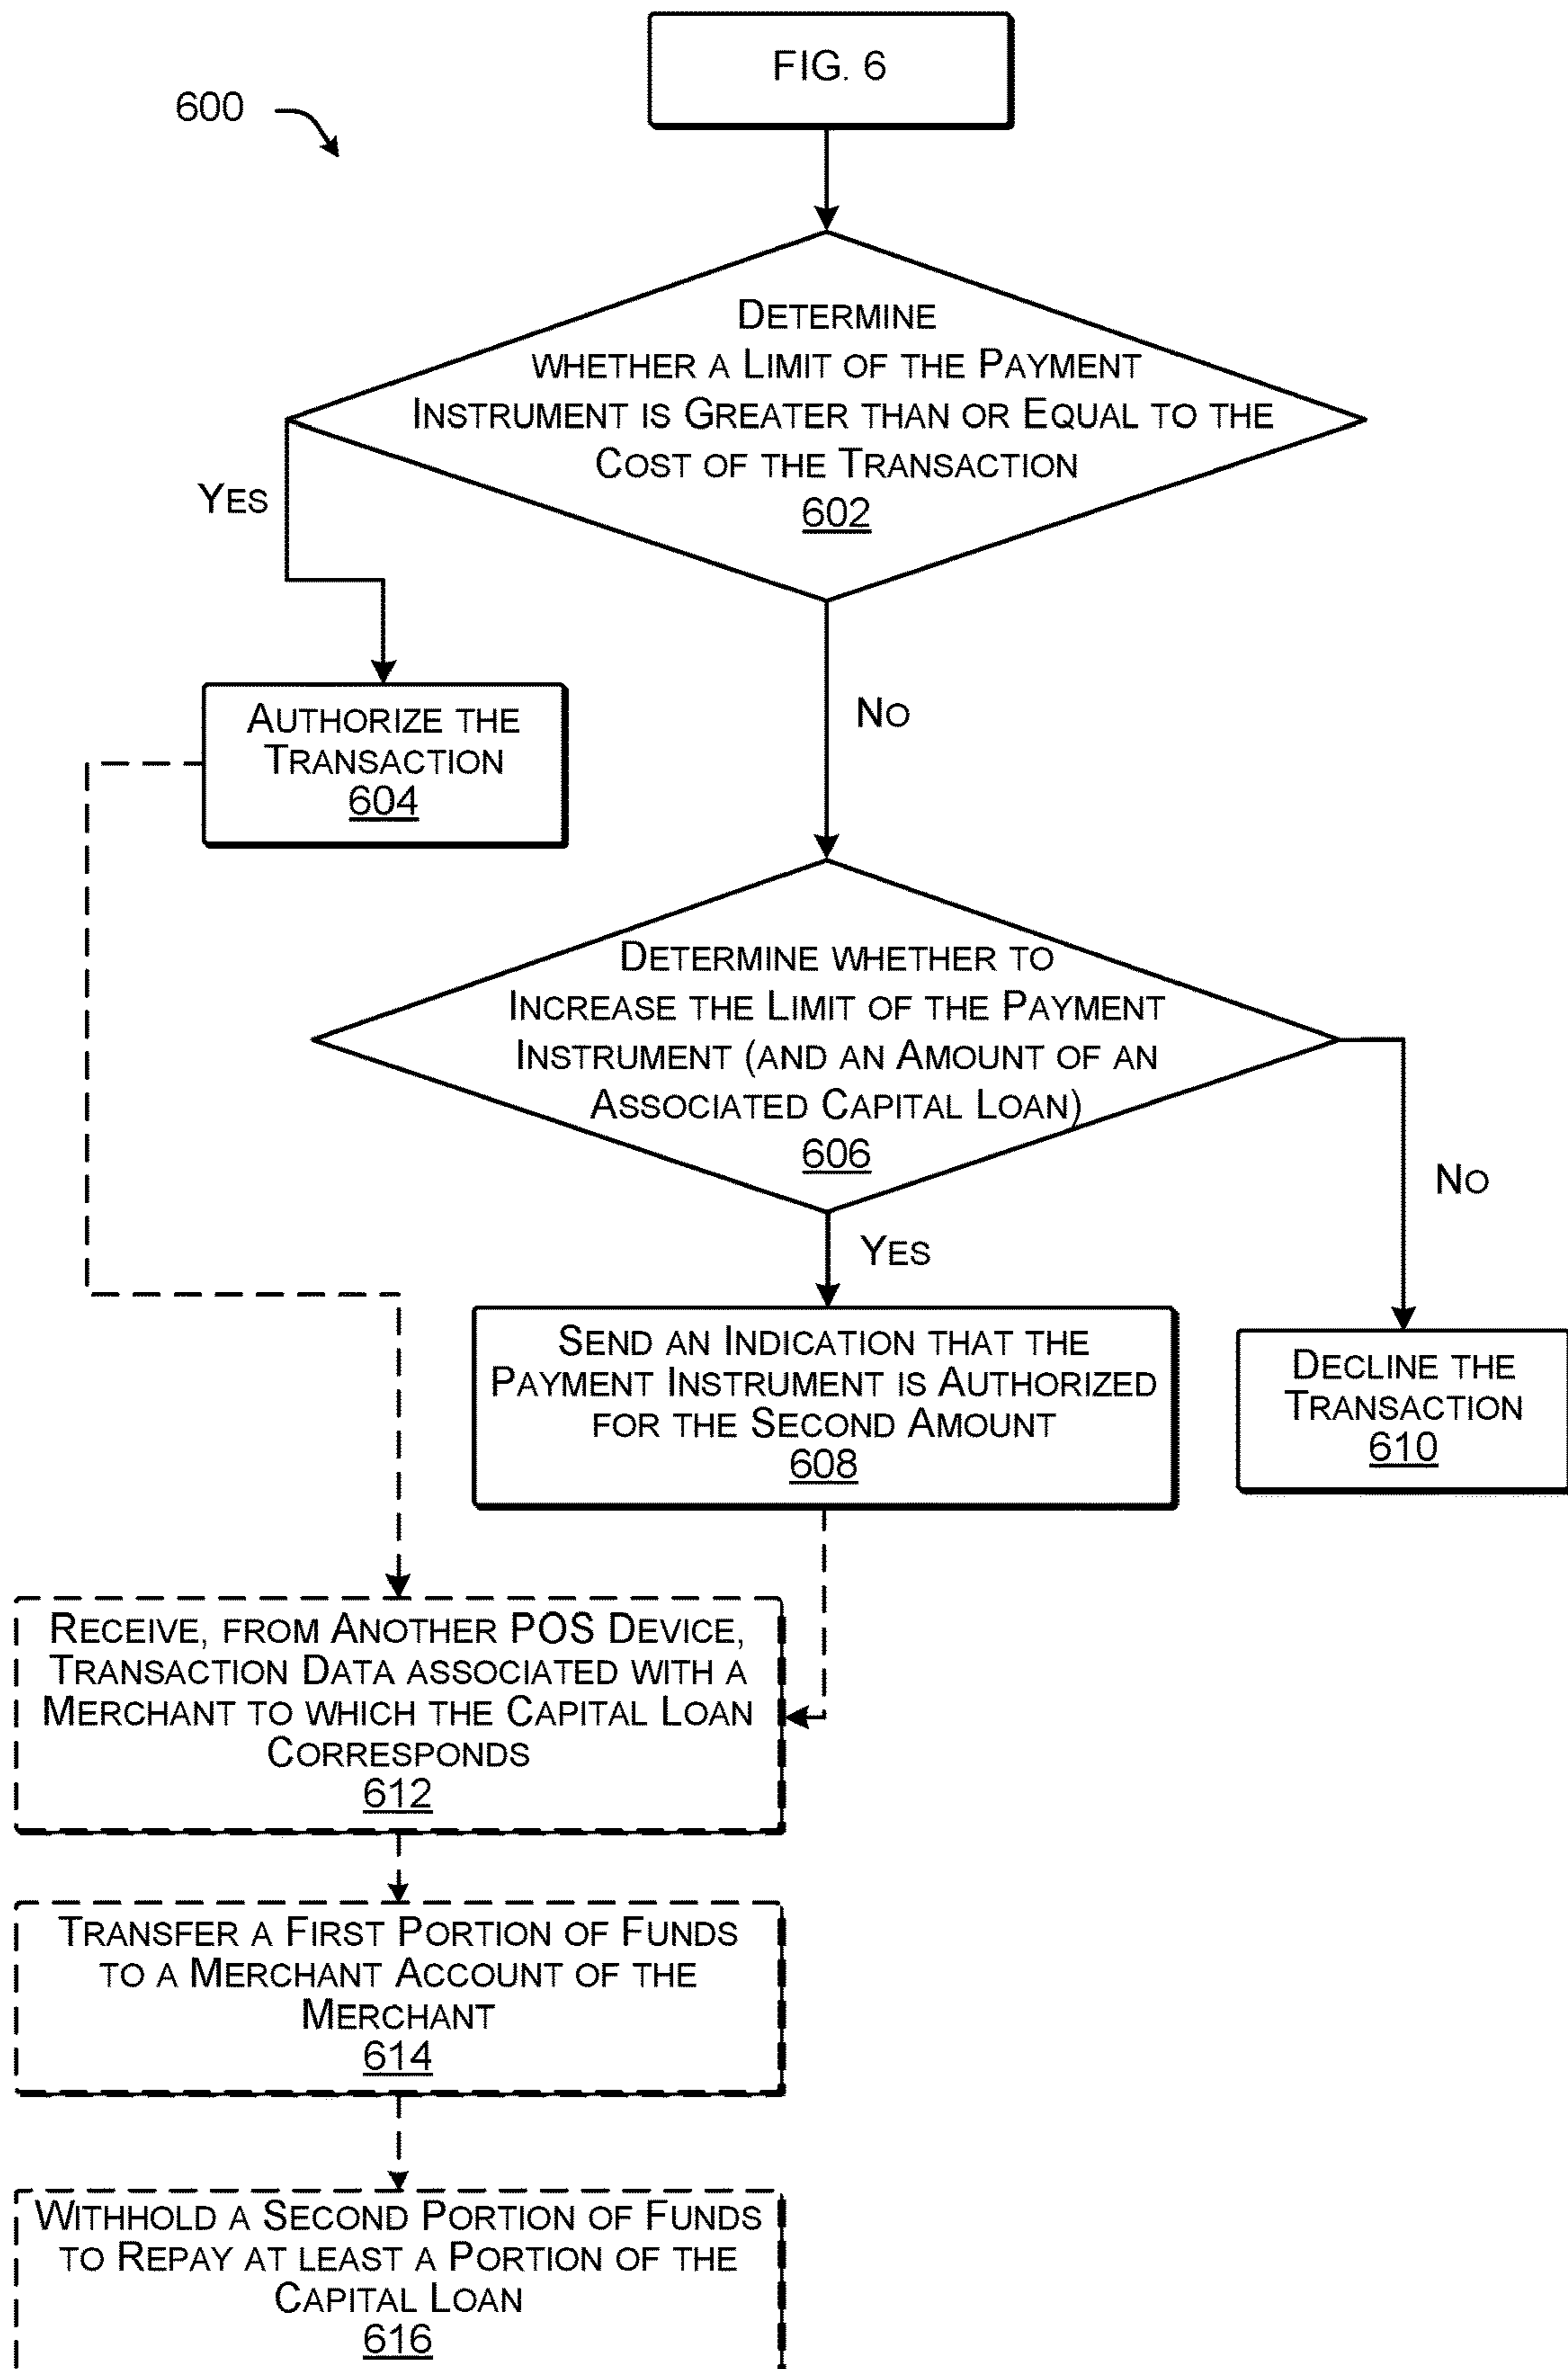 FIG. 6
600
DETERMINE
WHETHER A LIMIT OF THE PAYMENT
INSTRUMENT IS GREATER THAN OR EQUAL TO THE
COST OF THE TRANSACTION
602
YES
NO
AUTHORIZE THE
TRANSACTION
604
DETERMINE WHETHER TO
INCREASE THE LIMIT OF THE PAYMENT
INSTRUMENT (AND AN AMOUNT OF AN
ASSOCIATED CAPITAL LOAN)
606
NO
YES
SEND AN INDICATION THAT THE
PAYMENT INSTRUMENT IS AUTHORIZED
FOR THE SECOND AMOUNT
608
DECLINE THE
TRANSACTION
610
RECEIVE, FROM ANOTHER POS DEVICE,
TRANSACTION DATA ASSOCIATED WITH A
MERCHANT TO WHICH THE CAPITAL LOAN
CORRESPONDS
612
TRANSFER A FIRST PORTION OF FUNDS
TO A MERCHANT ACCOUNT OF THE
MERCHANT
614
WITHHOLD A SECOND PORTION OF FUNDS
TO REPAY AT LEAST A PORTION OF THE
CAPITAL LOAN
616